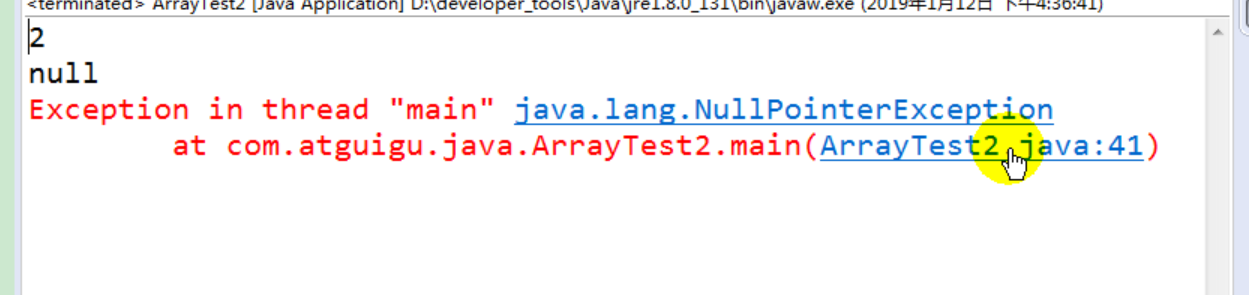 <terminated> ArrayTest2 [Java Application] D:\developer_tools\Java\jre1.8.0_131\bin\javaw.exe (2019年1月12日 下午4:36:41)
2
null
Exception in thread "main" java.lang.NullPointerException
at com.atguigu.java.ArrayTest2.main(ArrayTest2.java:41)